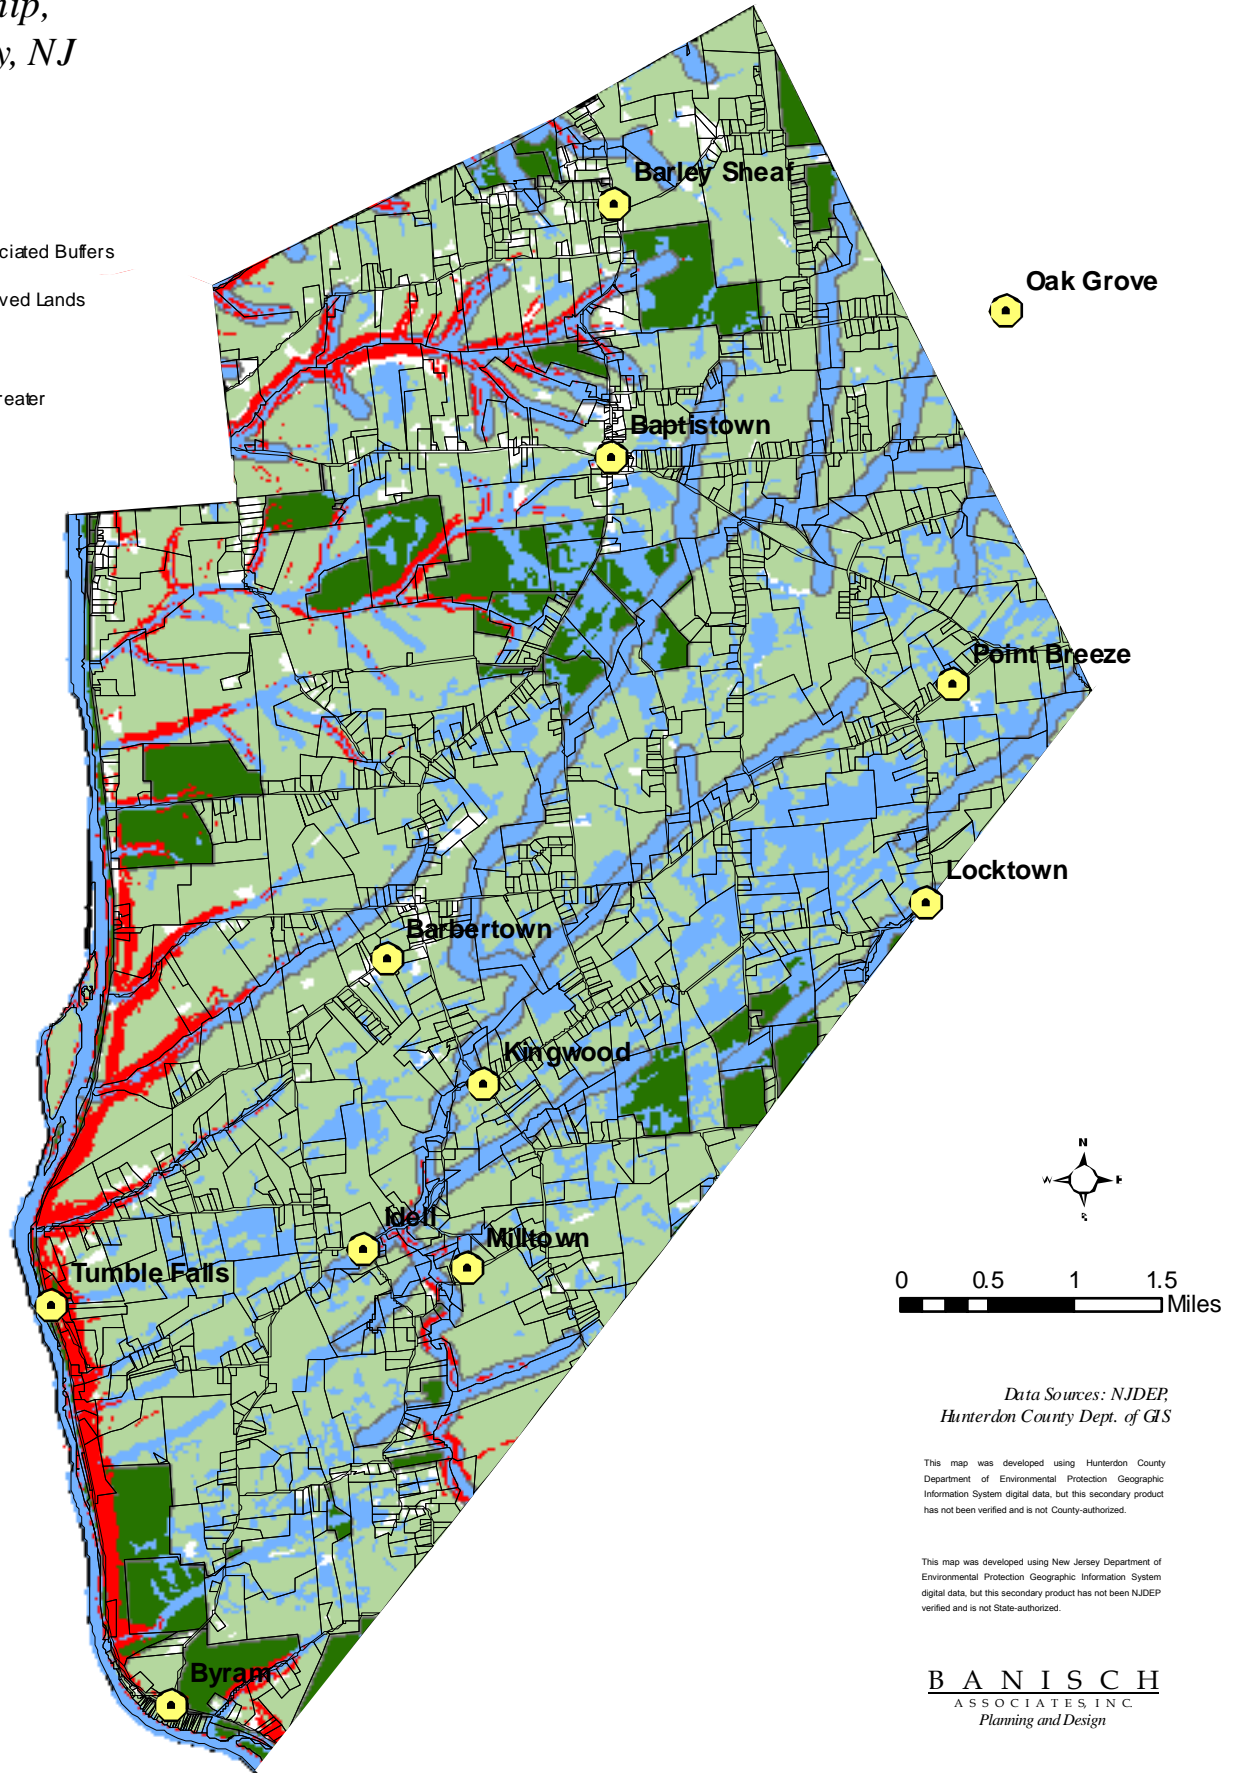 hip,
y, NJ
ciated Buffers
ved Lands
reater
Barley Sheaf
Oak Grove
Baptistown
Point Breeze
Locktown
Barbertown
Kingwood
Idell
Milltown
Tumble Falls
Byram
N
W
0 0.5 1 1.5
Miles
Data Sources: NJDEP,
Hunterdon County Dept. of GIS
This map was developed using Hunterdon County
Department of Environmental Protection Geographic
Information System digital data, but this secondary product
has not been verified and is not County-authorized.
This map was developed using New Jersey Department of
Environmental Protection Geographic Information System
digital data, but this secondary product has not been NJDEP
verified and is not State-authorized.
BANISCH
ASSOCIATES, INC.
Planning and Design